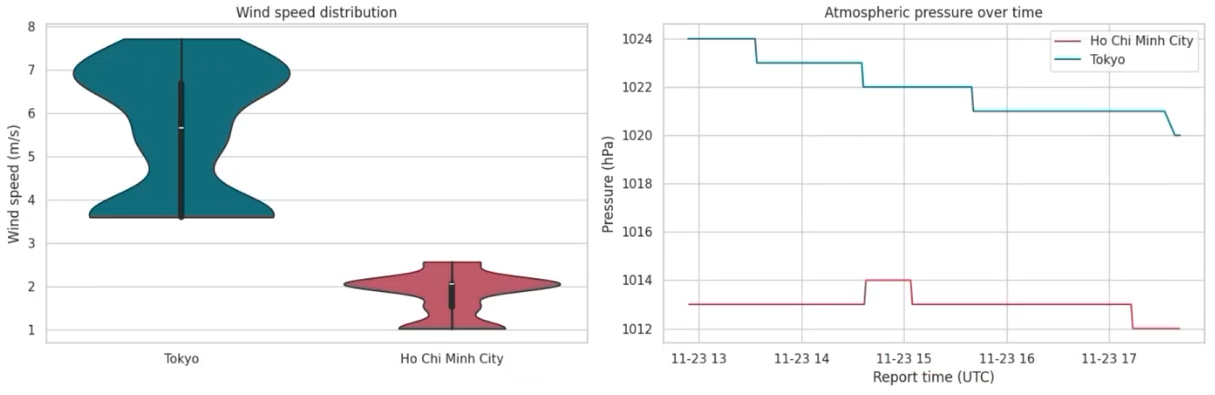 Wind speed distribution
Wind speed (m/s)
8
7
6
5
4
3
2
1
Tokyo
Ho Chi Minh City
Atmospheric pressure over time
Pressure (hPa)
1024
1022
1020
1018
1016
1014
1012
Ho Chi Minh City
Tokyo
11-23 13
11-23 14
11-23 15
11-23 16
11-23 17
Report time (UTC)